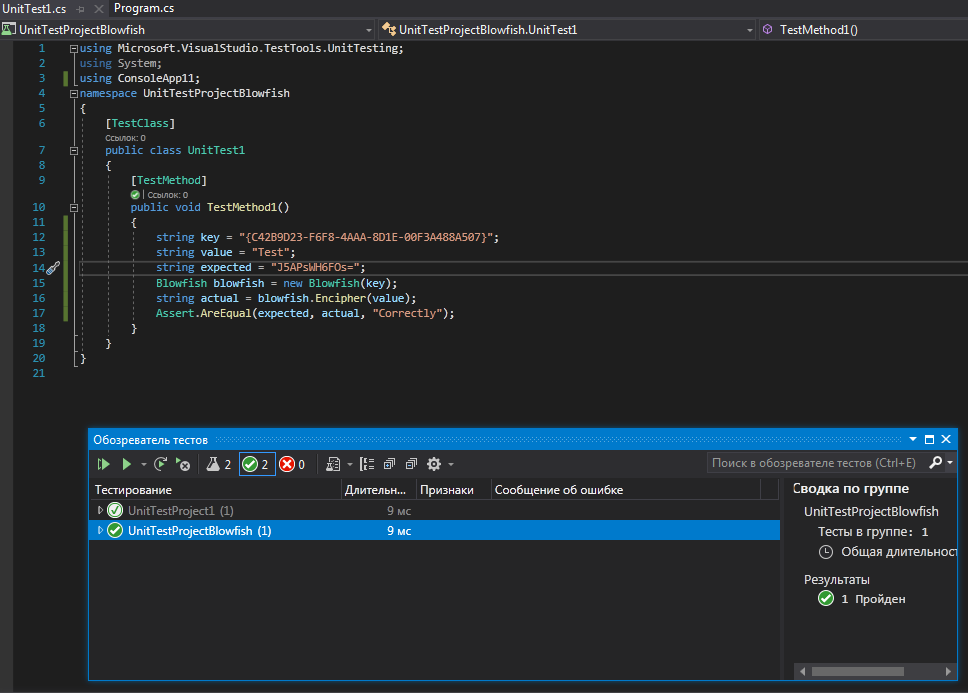 UnitTest1.cs
Program.cs
UnitTestProjectBlowfish
UnitTestProjectBlowfish.UnitTest1
TestMethod1()
1 using Microsoft.VisualStudio.TestTools.UnitTesting;
2 using System;
3 using ConsoleApp11;
4 namespace UnitTestProjectBlowfish
5 {
6 [TestClass]
Ссылок: 0
7 public class UnitTest1
8 {
9 [TestMethod]
| Ссылок: 0
10 public void TestMethod1()
11 {
12 string key = "{C42B9D23-F6F8-4AAA-8D1E-00F3A488A507}";
13 string value = "Test";
14 string expected = "J5APsWH6FOs=";
15 Blowfish blowfish = new Blowfish(key);
16 string actual = blowfish.Encipher(value);
17 Assert.AreEqual(expected, actual, "Correctly");
18 }
19 }
20 }
21
Обозреватель тестов
2 2 0
Поиск в обозревателе тестов (Ctrl+E)
Тестирование Длительн... Признаки Сообщение об ошибке
UnitTestProject1 (1) 9 мс
UnitTestProjectBlowfish (1) 9 мс
Сводка по группе
UnitTestProjectBlowfish
Тесты в группе: 1
Общая длительност
Результаты
1 Пройден